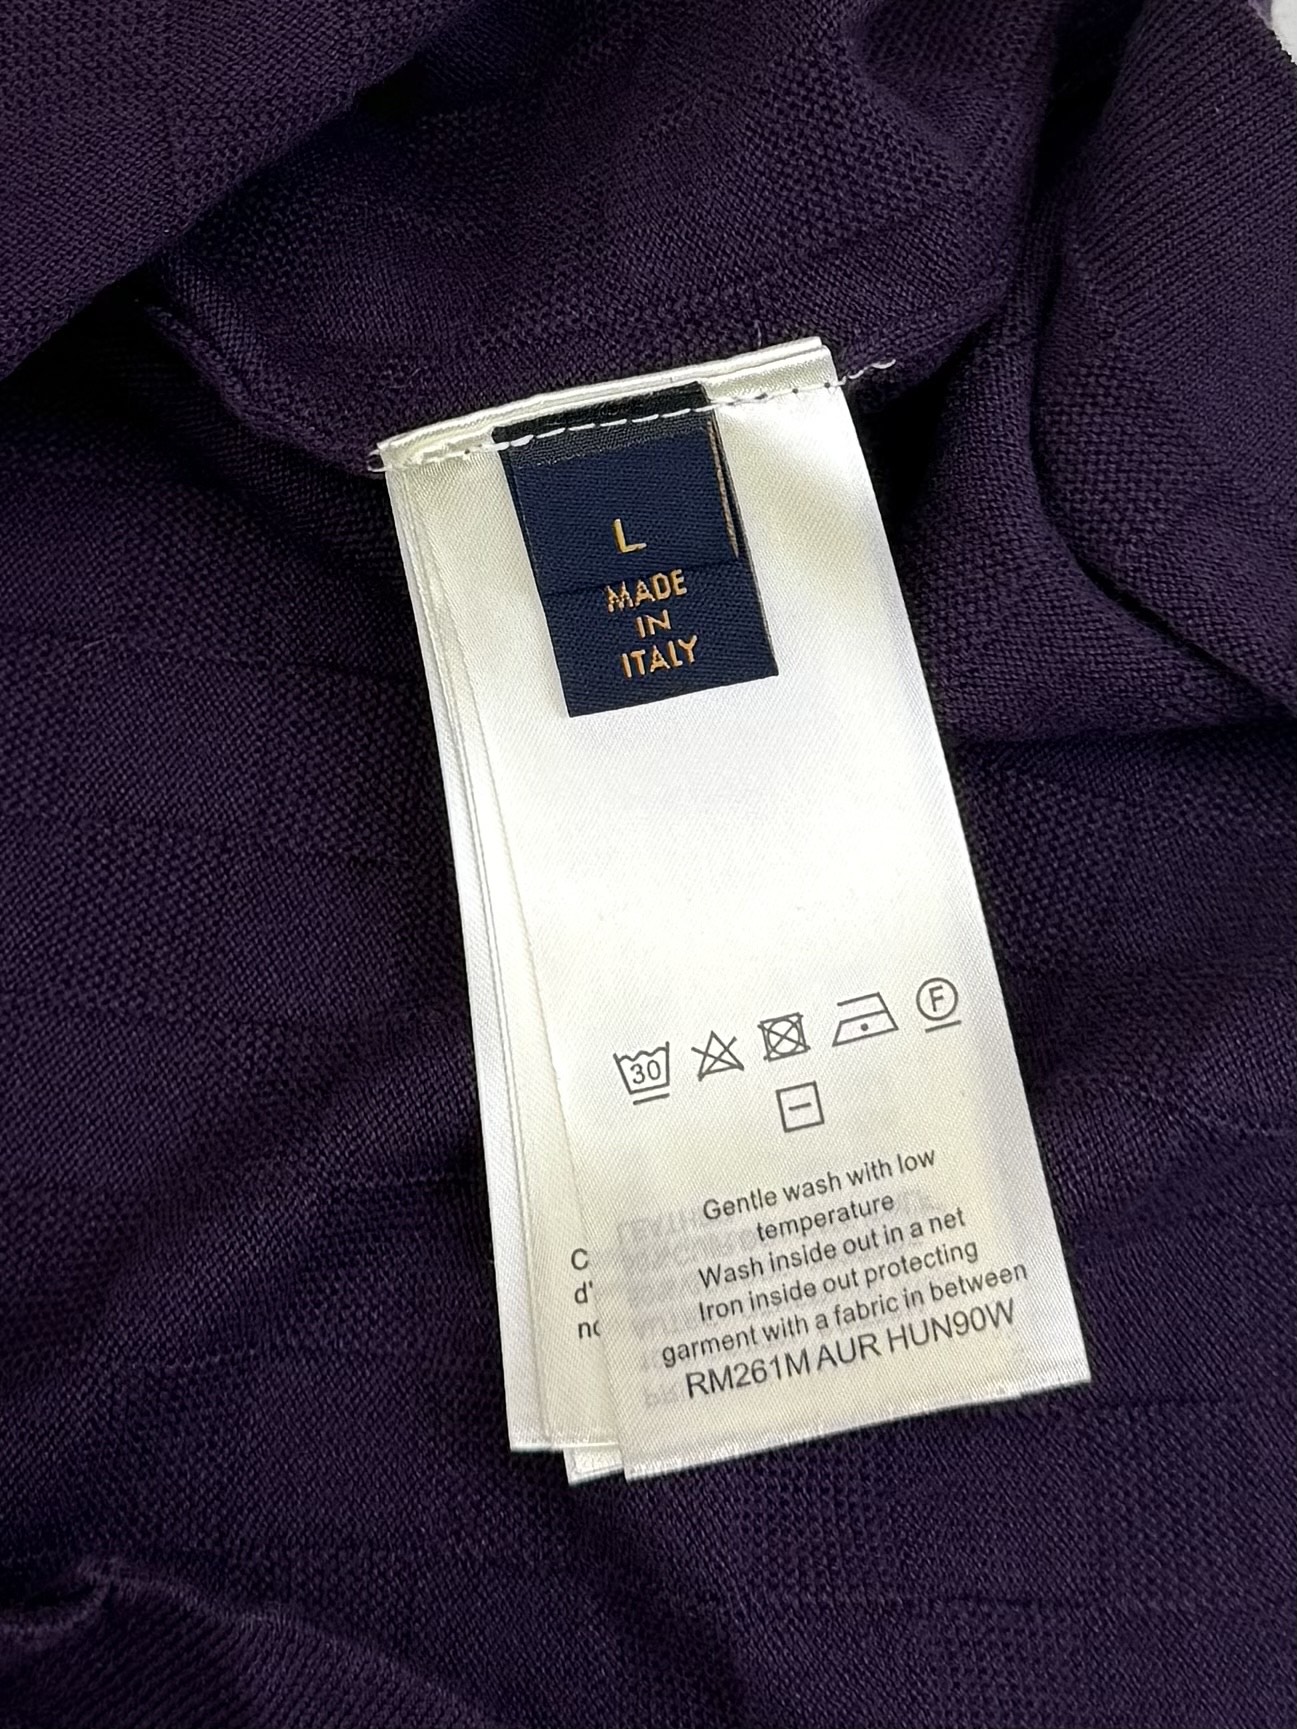 L
MADE
IN
ITALY
30
F
Gentle wash with low
temperature
Wash inside out in a net
Iron inside out protecting
garment with a fabric in between
RM261M AUR HUN90W
C
d'